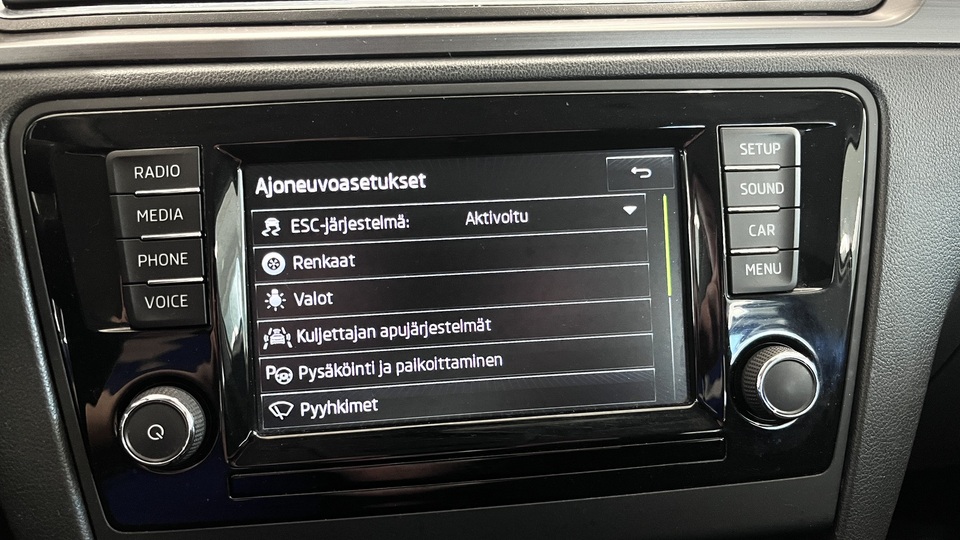 RADIO
MEDIA
PHONE
VOICE
Ajoneuvoasetukset
ESC-järjestelmä: Aktivoitu
Renkaat
Valot
Kuljettajan apujärjestelmät
P Pysäköinti ja paikoittaminen
Pyyhkimet
SETUP
SOUND
CAR
MENU